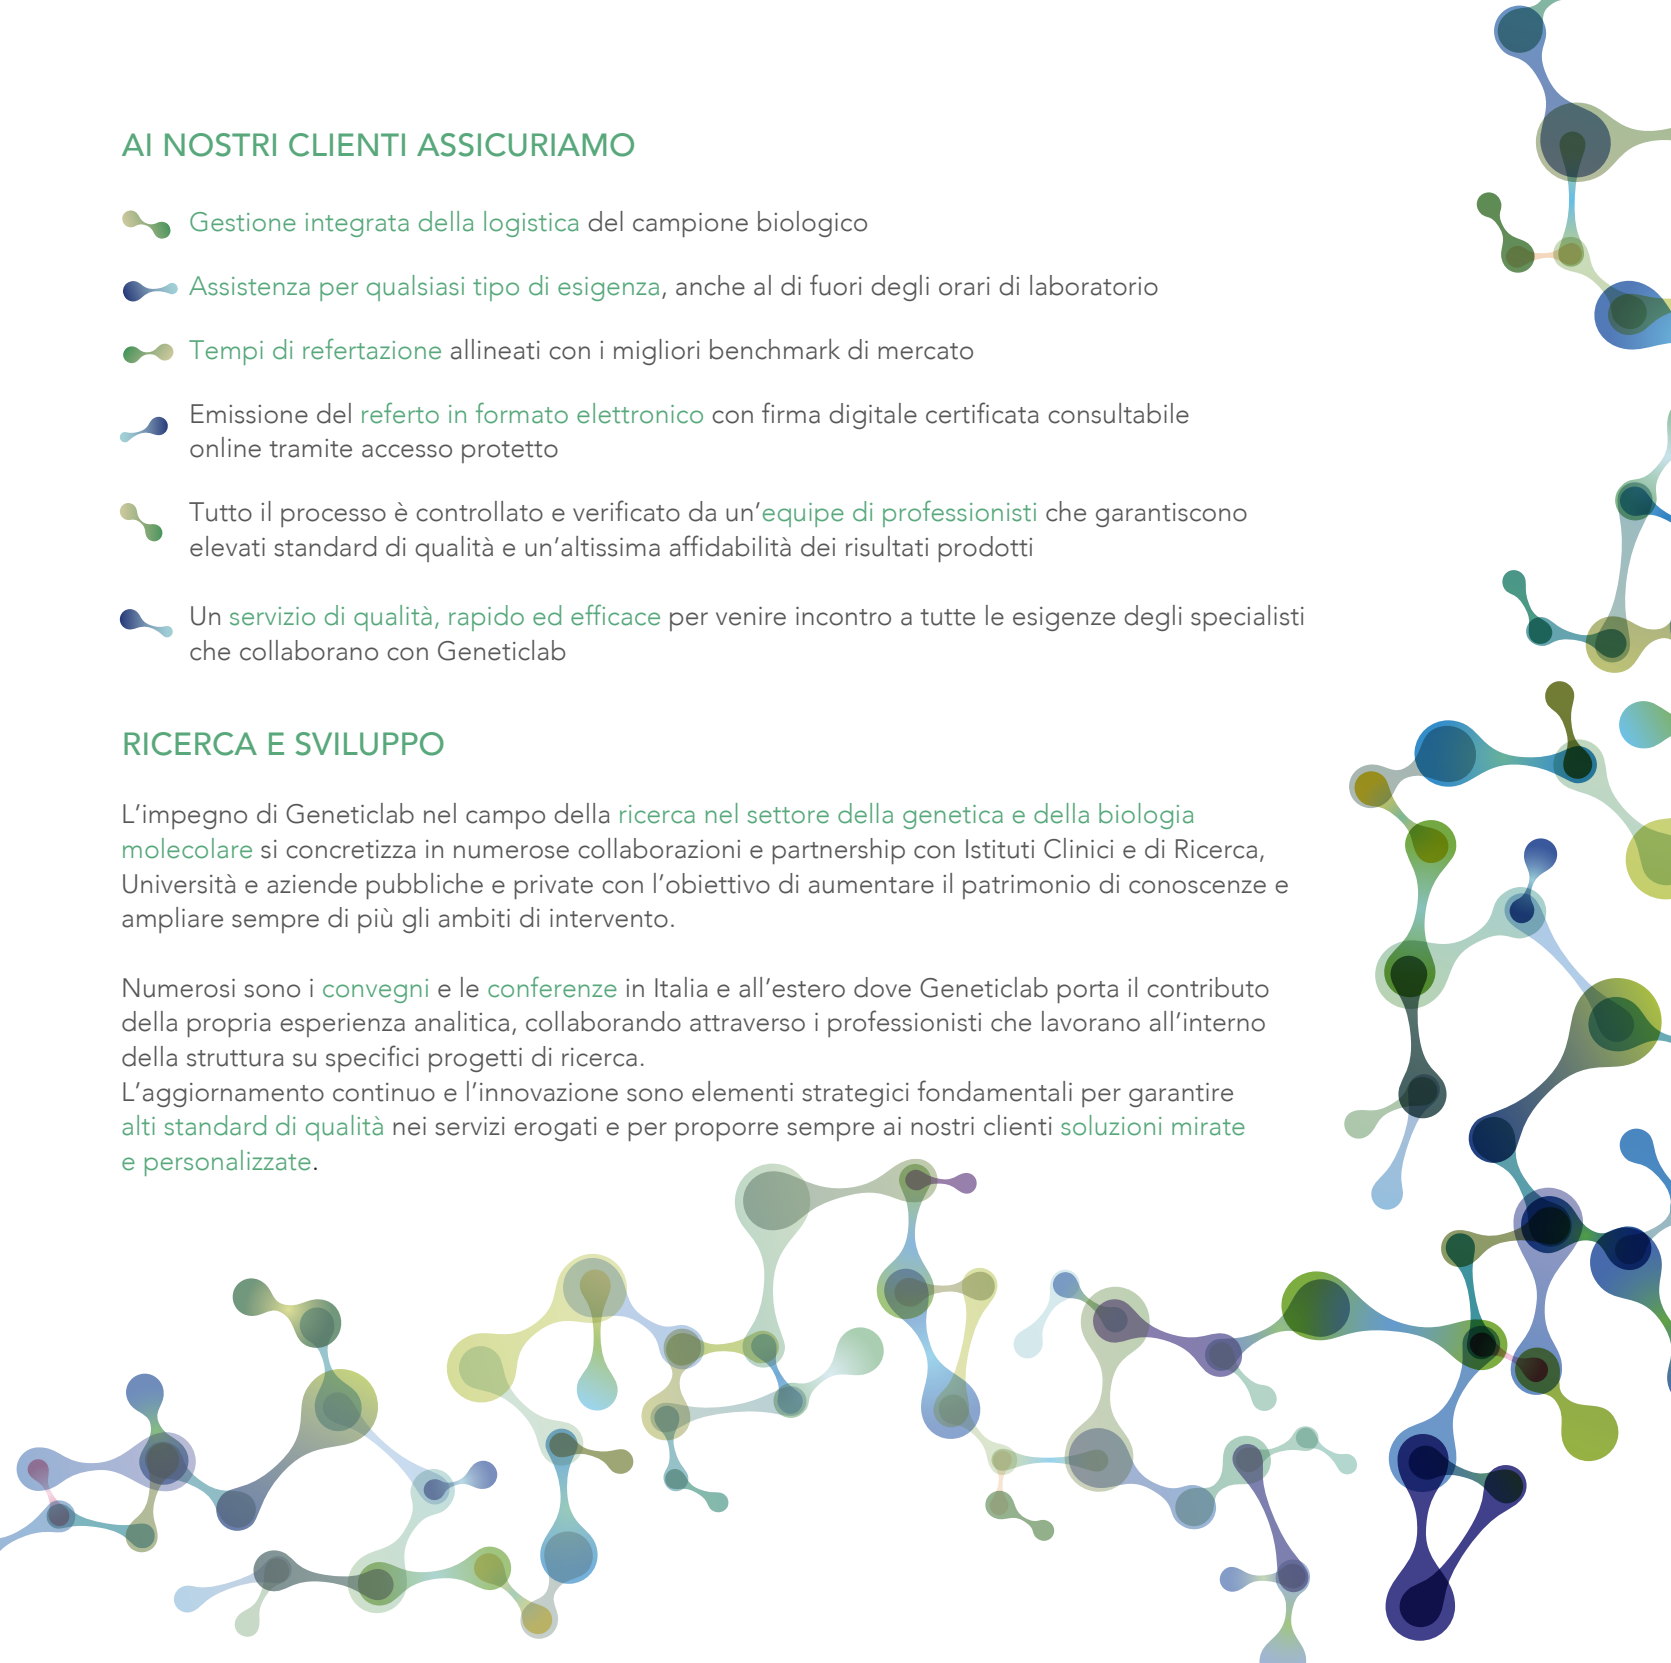 AI NOSTRI CLIENTI ASSICURIAMO
Gestione integrata della logistica del campione biologico
Assistenza per qualsiasi tipo di esigenza, anche al di fuori degli orari di laboratorio
Tempi di refertazione allineati con i migliori benchmark di mercato
Emissione del referto in formato elettronico con firma digitale certificata consultabile
online tramite accesso protetto
Tutto il processo è controllato e verificato da un’equipe di professionisti che garantiscono
elevati standard di qualità e un’altissima affidabilità dei risultati prodotti
Un servizio di qualità, rapido ed efficace per venire incontro a tutte le esigenze degli specialisti
che collaborano con Geneticlab
RICERCA E SVILUPPO
L’impegno di Geneticlab nel campo della ricerca nel settore della genetica e della biologia
molecolare si concretizza in numerose collaborazioni e partnership con Istituti Clinici e di Ricerca,
Università e aziende pubbliche e private con l’obiettivo di aumentare il patrimonio di conoscenze e
ampliare sempre di più gli ambiti di intervento.
Numerosi sono i convegni e le conferenze in Italia e all’estero dove Geneticlab porta il contributo
della propria esperienza analitica, collaborando attraverso i professionisti che lavorano all’interno
della struttura su specifici progetti di ricerca.
L’aggiornamento continuo e l’innovazione sono elementi strategici fondamentali per garantire
alti standard di qualità nei servizi erogati e per proporre sempre ai nostri clienti soluzioni mirate
e personalizzate.